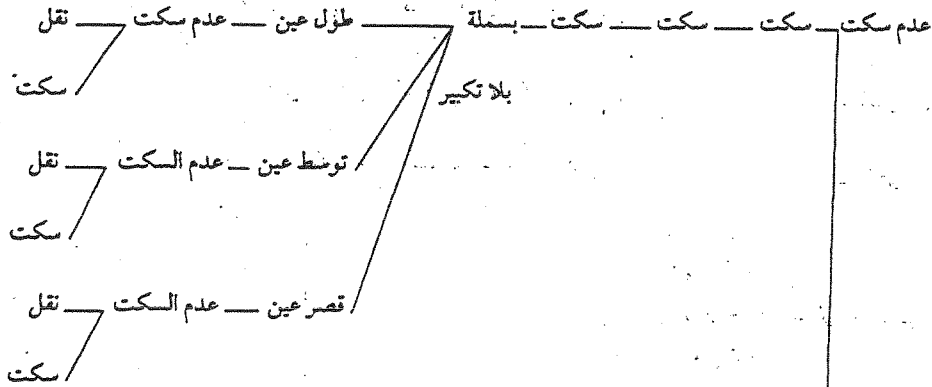 عدم سكت سكت سكت سكت بسملة طول عين عدم سكت نقل
سكت
بلا تكبير
توسط عين عدم السكت نقل
سكت
قصر عين عدم السكت نقل
سكت